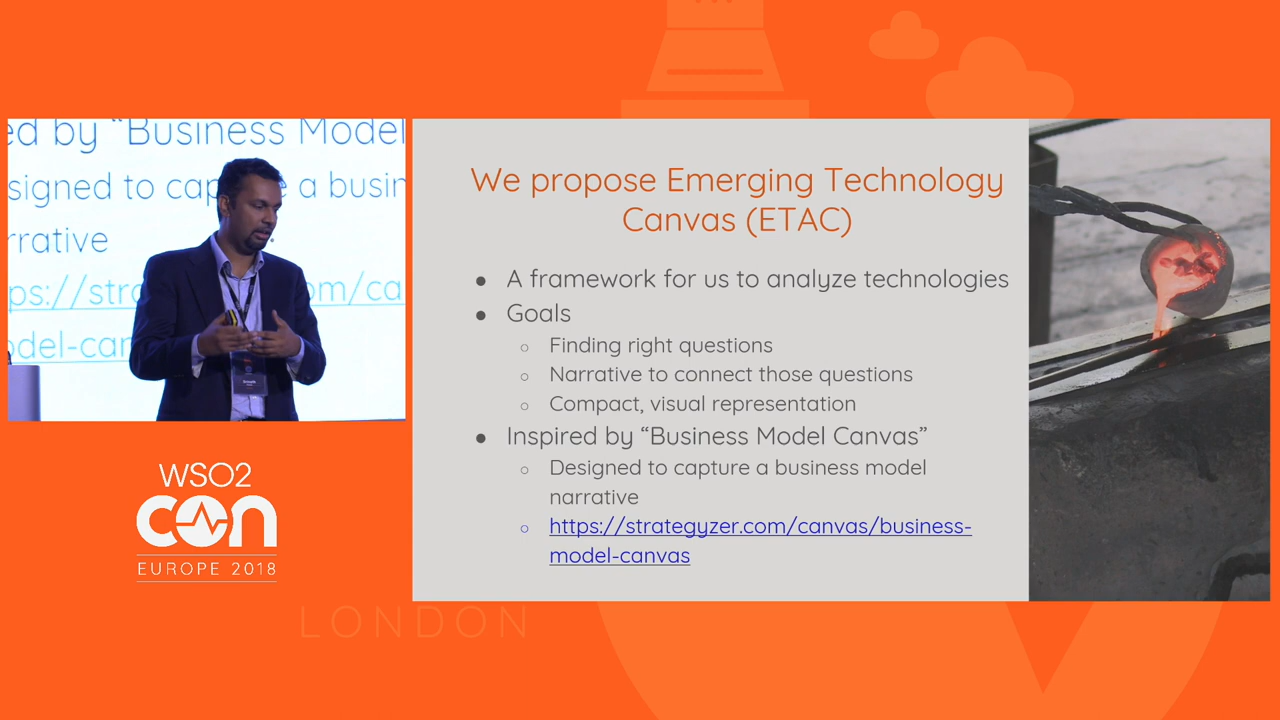 ed by “Business Model
signed to cap e a busin
rrative
ps://stra om/ca
odel-can
WSO2
con
EUROPE 2018
LONDON
We propose Emerging Technology
Canvas (ETAC)
● A framework for us to analyze technologies
● Goals
○ Finding right questions
○ Narrative to connect those questions
○ Compact, visual representation
● Inspired by “Business Model Canvas”
○ Designed to capture a business model
narrative
○ https://strategyzer.com/canvas/business-
model-canvas